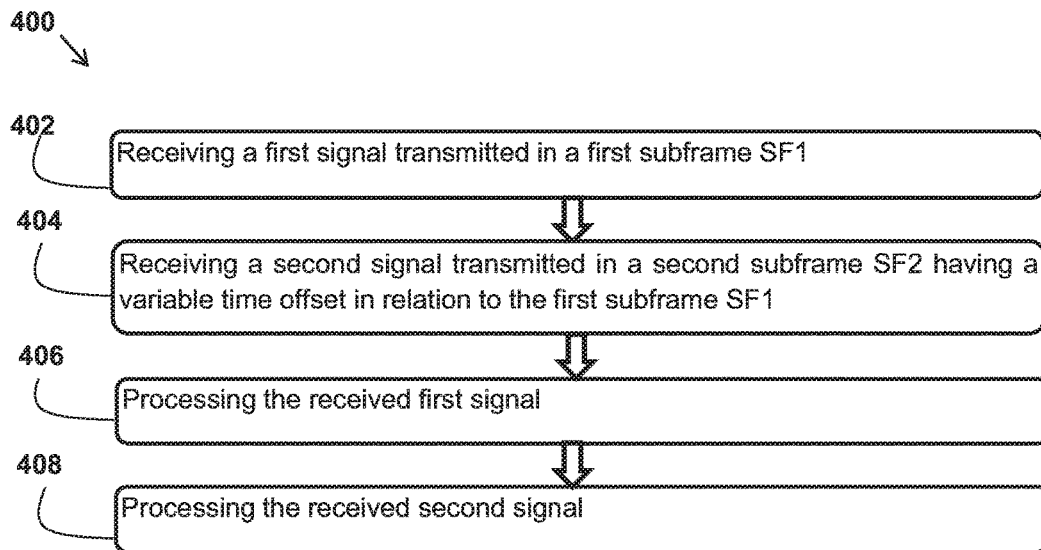 400
402
Receiving a first signal transmitted in a first subframe SF1
404
Receiving a second signal transmitted in a second subframe SF2 having a
variable time offset in relation to the first subframe SF1
406
Processing the received first signal
408
Processing the received second signal